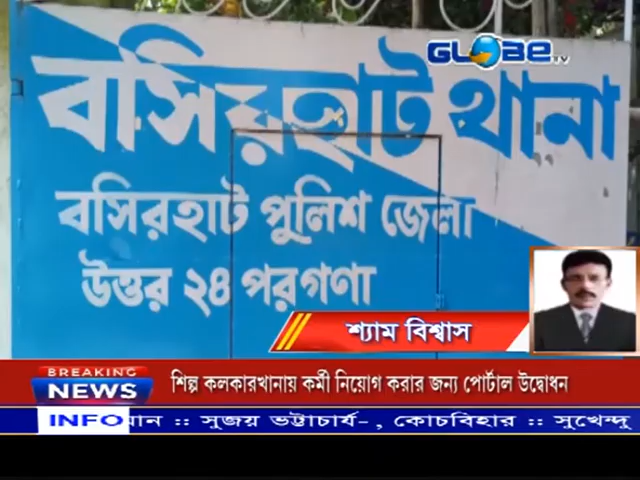 GLOBE TV
বসিরহাট থানা
বসিরহাট পুলিশ জেলা
উত্তর ২৪ পরগণা
শ্যাম বিশ্বাস
BREAKING NEWS
শিল্প কলকারখানায় কর্মী নিয়োগ করার জন্য পোর্টাল উদ্বোধন
INFO মান :: সুজয় ভট্টাচার্য-, কোচবিহার :: সুখেন্দু